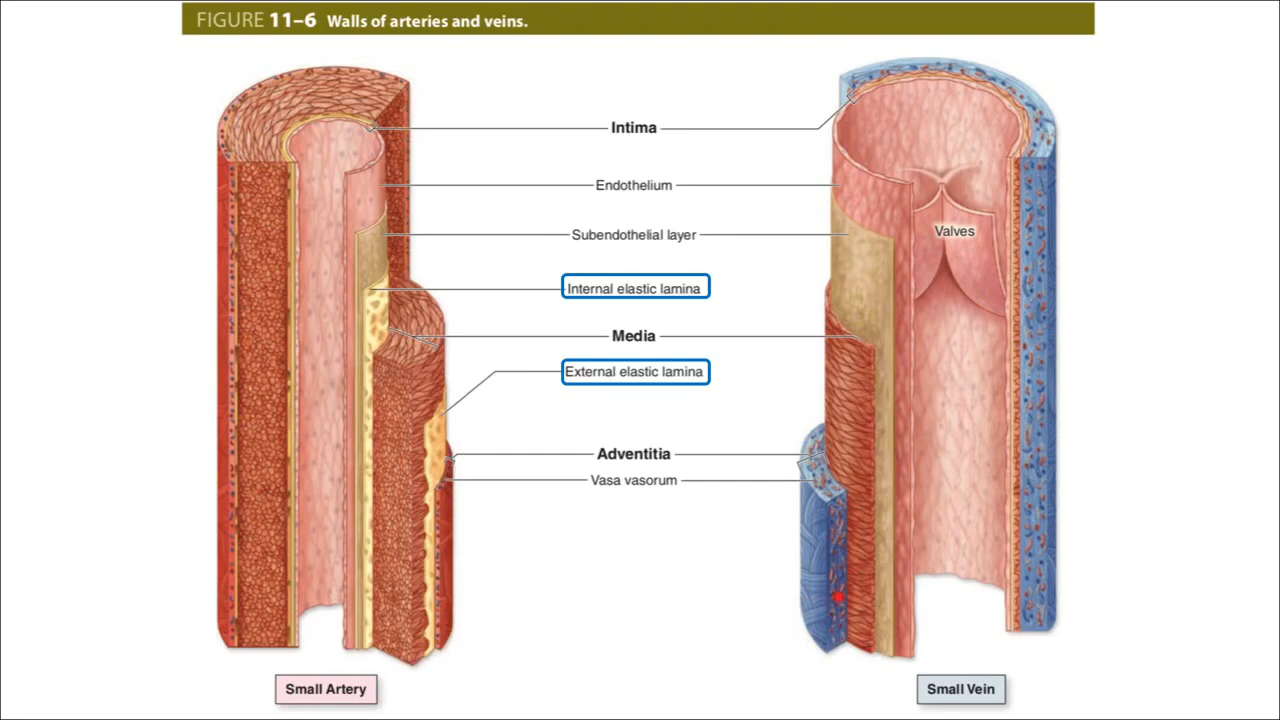 FIGURE 11–6 Walls of arteries and veins.
Intima
Endothelium
Subendothelial layer
Valves
Internal elastic lamina
Media
External elastic lamina
Adventitia
Vasa vasorum
Small Artery
Small Vein